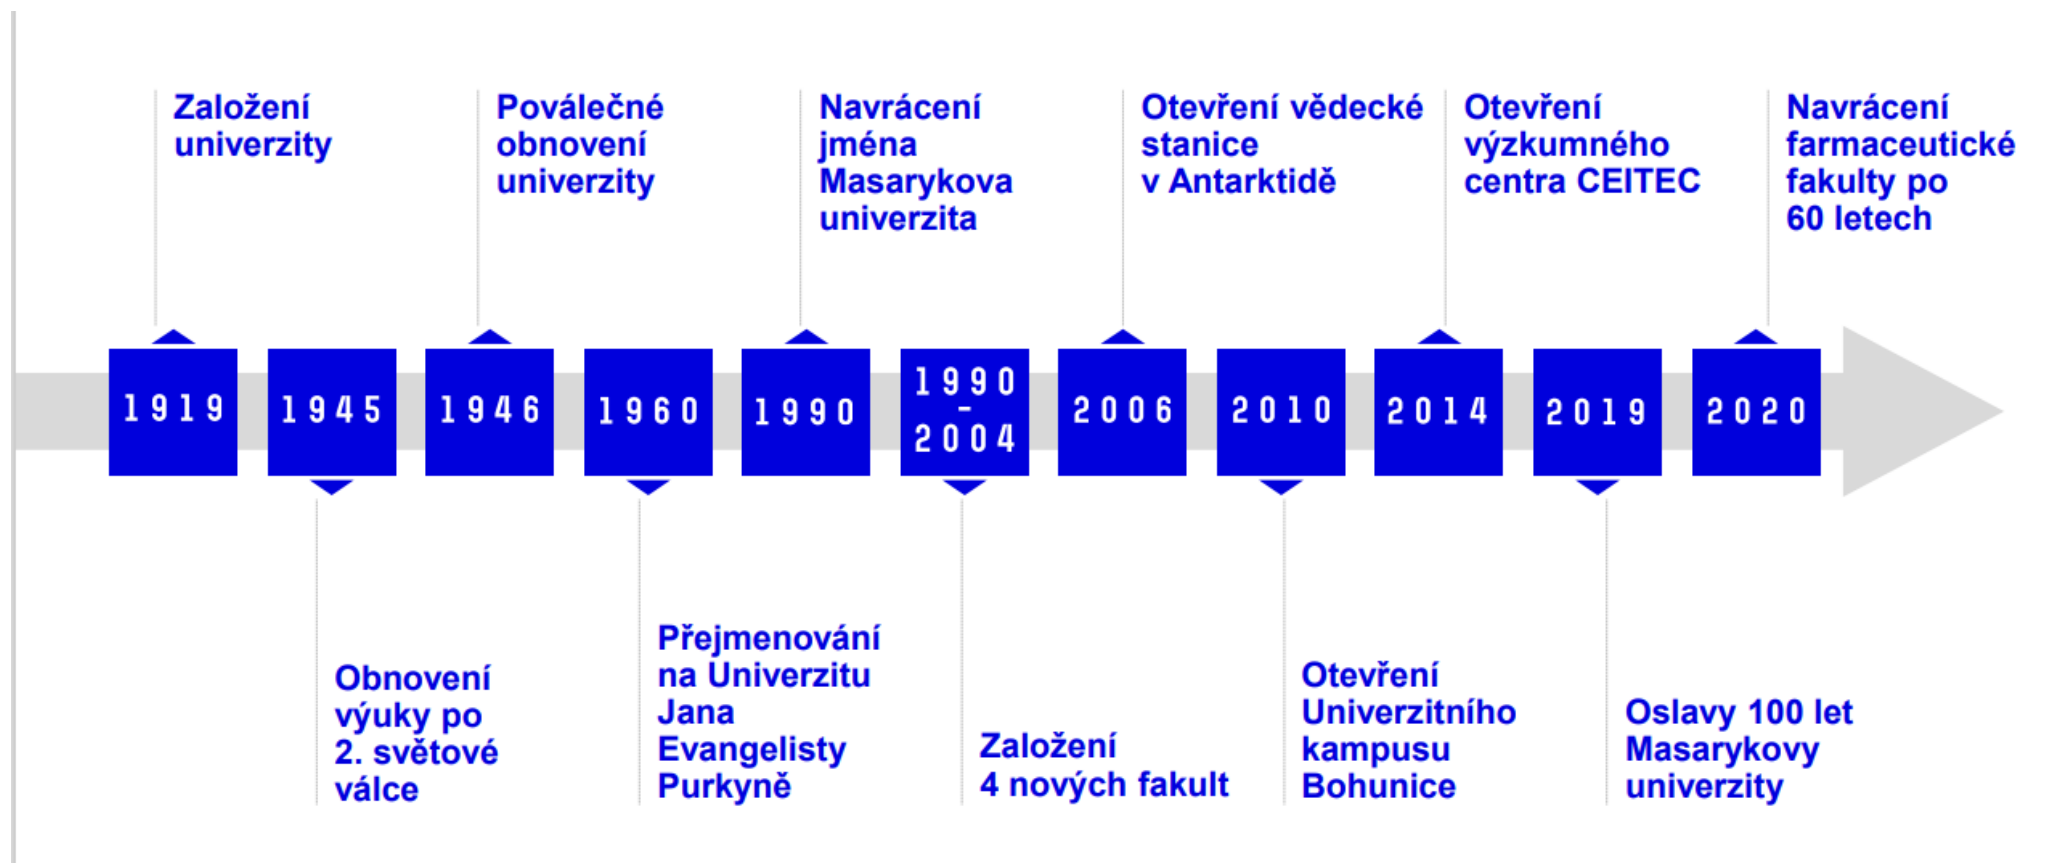 Založení
univerzity
Poválečné
obnovení
univerzity
Navrácení
jména
Masarykova
univerzita
Otevření vědecké
stanice
v Antarktidě
Otevření
výzkumného
centra CEITEC
Navrácení
farmaceutické
fakulty po
60 letech
1919
1945
1946
1960
1990
1990
–
2004
2006
2010
2014
2019
2020
Obnovení
výuky po
2. světové
válce
Přejmenování
na Univerzitu
Jana
Evangelisty
Purkyně
Založení
4 nových fakult
Otevření
Univerzitního
kampusu
Bohunice
Oslavy 100 let
Masarykovy
univerzity